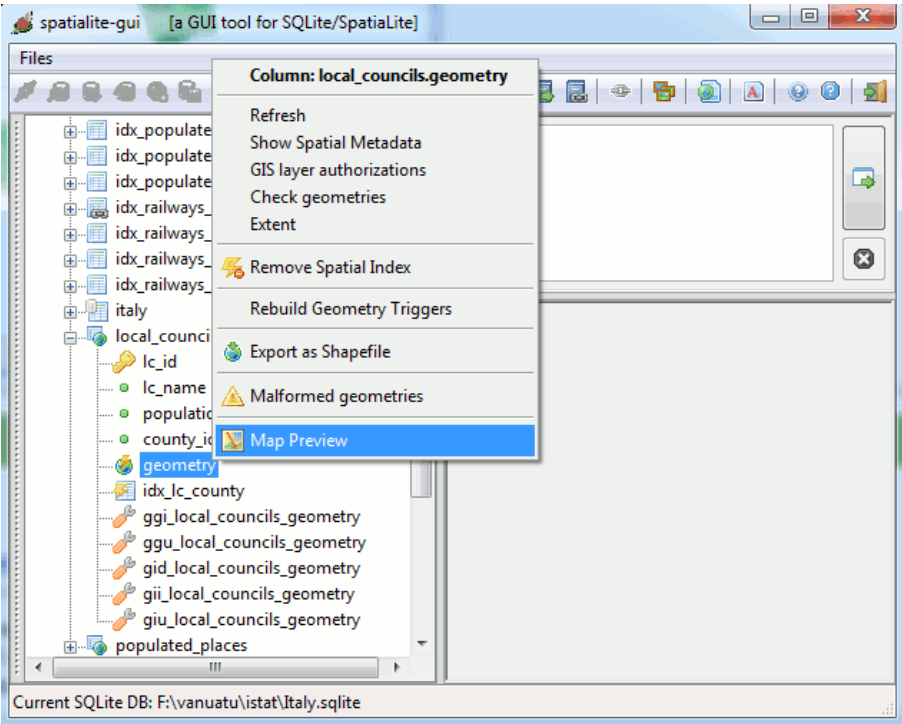 spatialite-gui [a GUI tool for SQLite/SpatiaLite]
Files
Column: local_councils.geometry
Refresh
Show Spatial Metadata
GIS layer authorizations
Check geometries
Extent
Remove Spatial Index
Rebuild Geometry Triggers
Export as Shapefile
Malformed geometries
Map Preview
idx_populate
idx_populate
idx_populate
idx_railways_
idx_railways_
idx_railways_
idx_railways_
italy
local_counci
lc_id
lc_name
populatio
county_id
geometry
idx_lc_county
ggi_local_councils_geometry
ggu_local_councils_geometry
gid_local_councils_geometry
gii_local_councils_geometry
giu_local_councils_geometry
populated_places
Current SQLite DB: F:\vanuatu\istat\Italy.sqlite